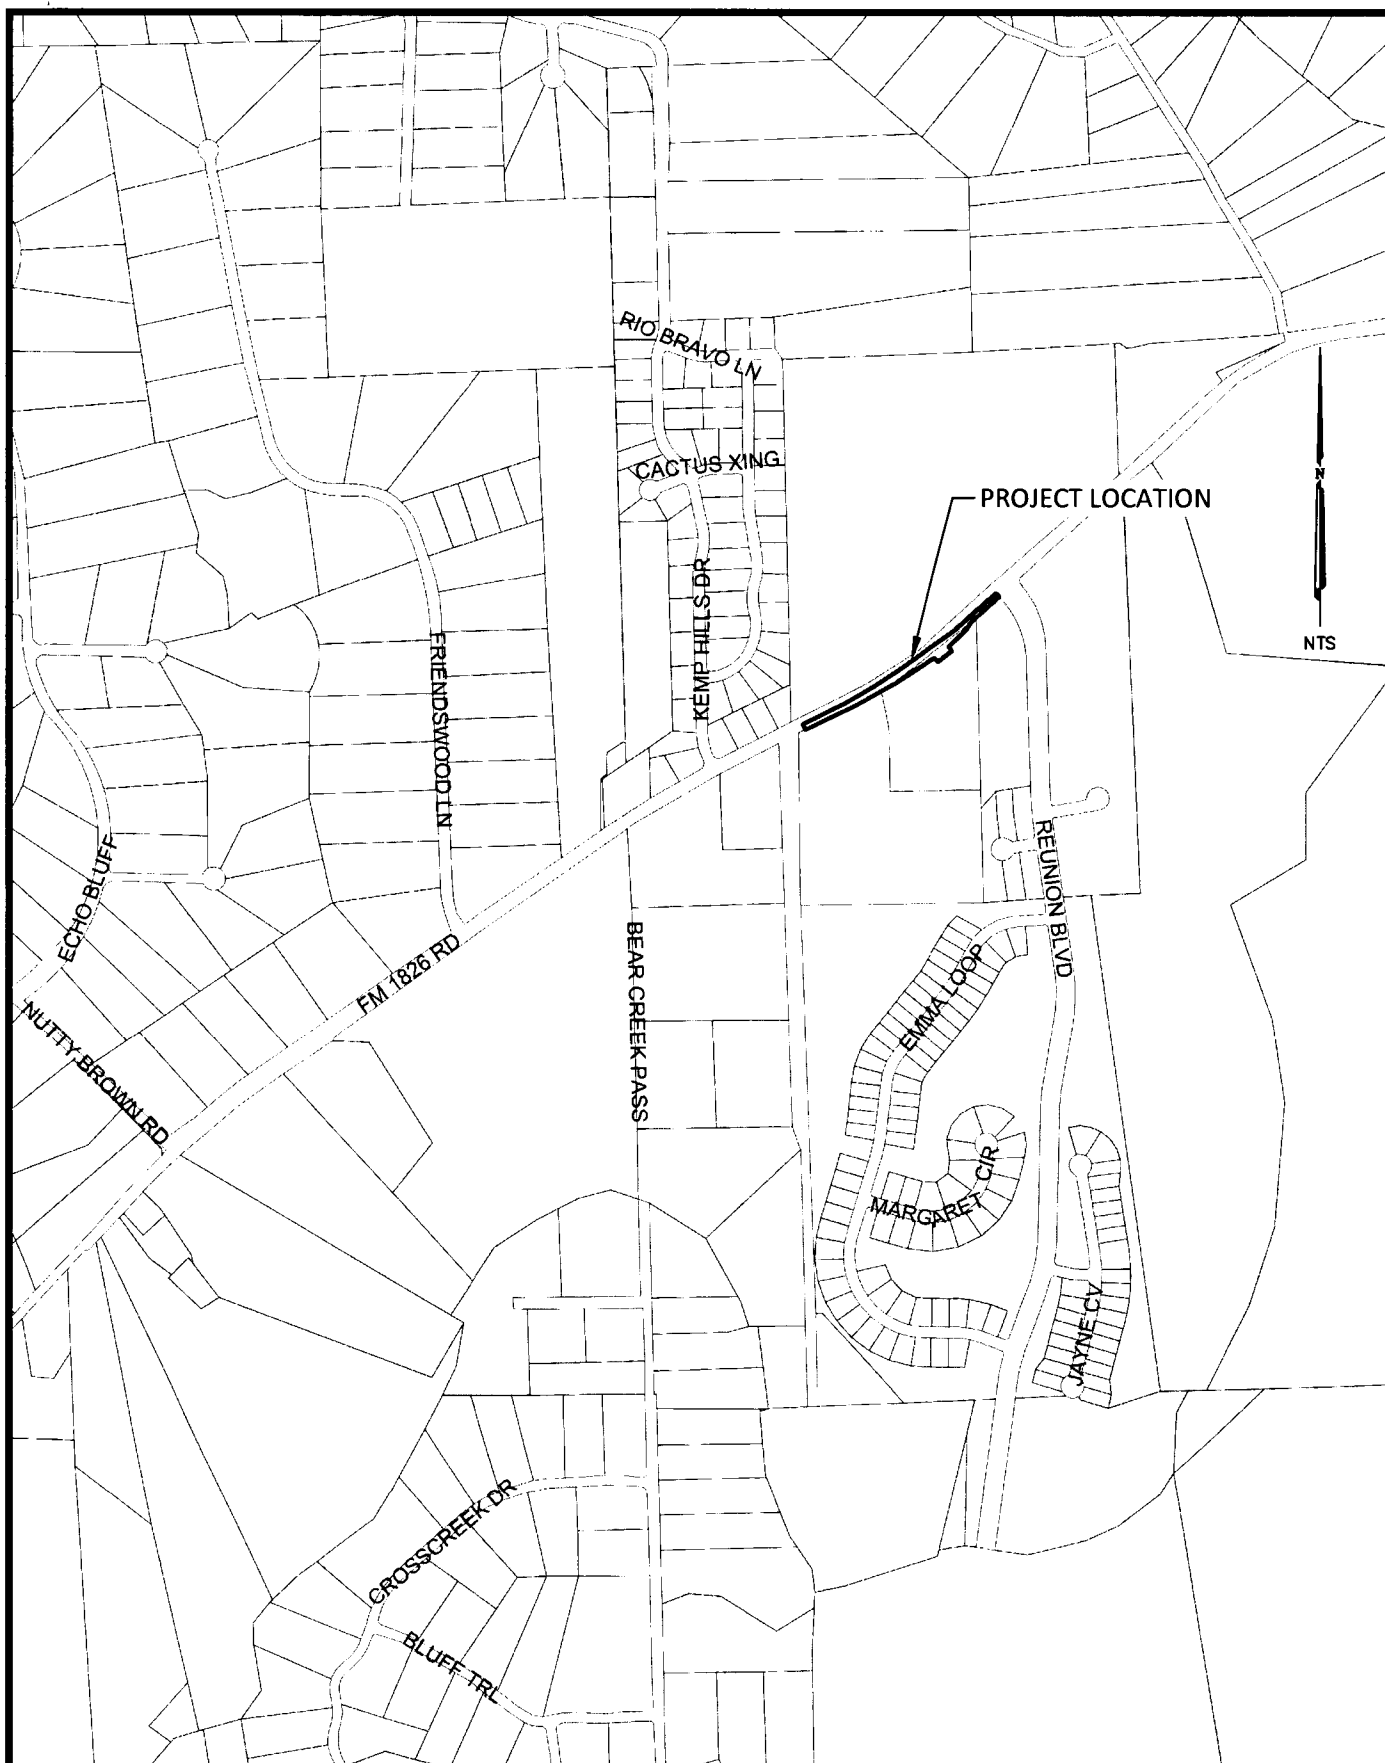 RIO BRAVO LN
CACTUS XING
PROJECT LOCATION
N
NTS
KEMP HILLS DR
FRIENDSWOOD LN
REUNION BLVD
ECHO BLUFF
FM 1826 RD
BEAR CREEK PASS
EMMA LOOP
NUTTY BROWN RD
MARGARET CIR
JAYNE CV
CROSSCREEK DR
BLUFF TRL